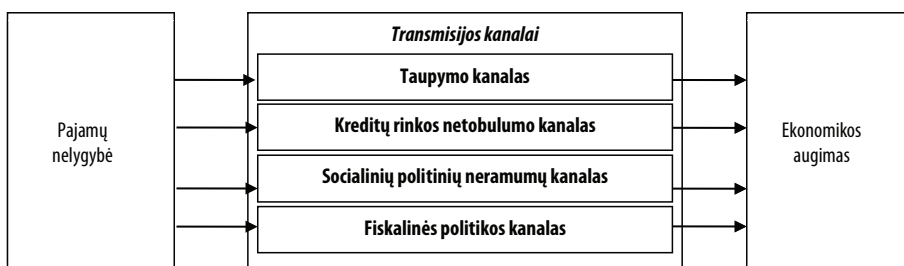 Transmisijos kanalai
Taupymo kanalas
Kreditų rinkos netobulumo kanalas
Pajamų
nelygybė
Ekonomikos
augimas
Socialinių politinių neramumų kanalas
Fiskalinės politikos kanalas